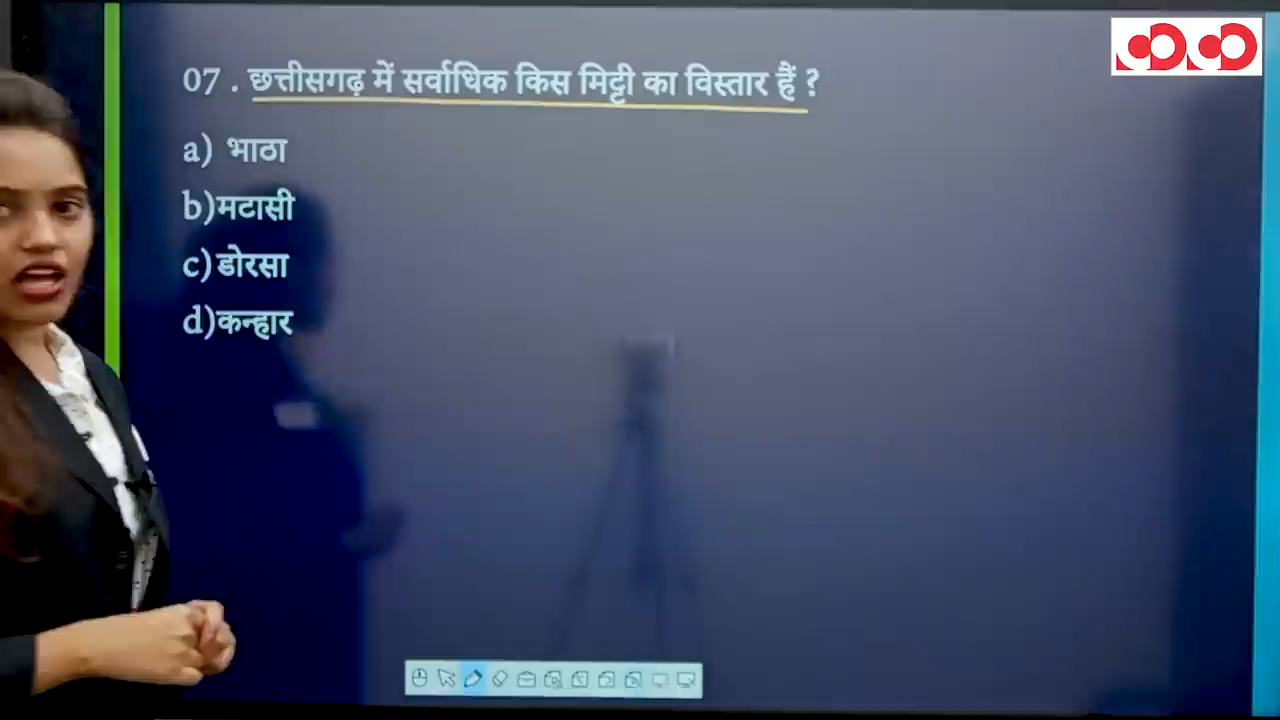 07 . छत्तीसगढ़ में सर्वाधिक किस मिट्टी का विस्तार हैं ?
a) भाठा
b)मटासी
c)डोरसा
d)कन्हार